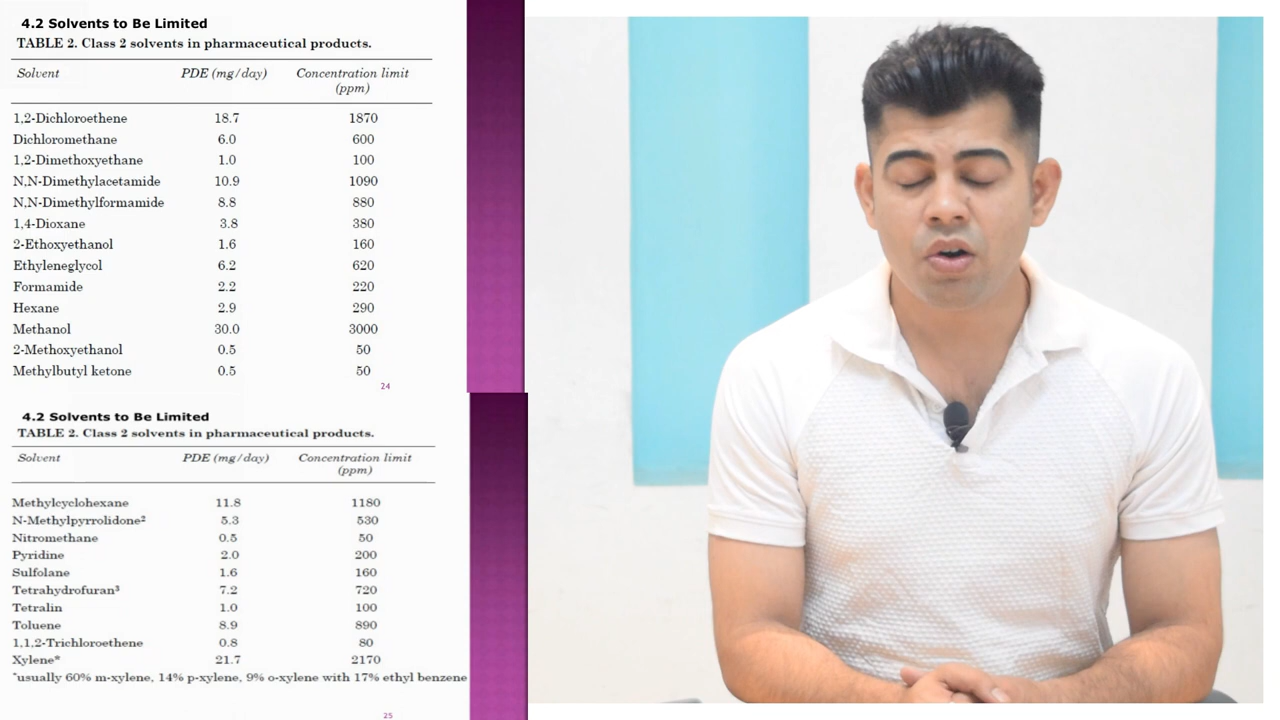 4.2 Solvents to Be Limited
TABLE 2. Class 2 solvents in pharmaceutical products.
Solvent PDE (mg/day) Concentration limit
(ppm)
1,2-Dichloroethene 18.7 1870
Dichloromethane 6.0 600
1,2-Dimethoxyethane 1.0 100
N,N-Dimethylacetamide 10.9 1090
N,N-Dimethylformamide 8.8 880
1,4-Dioxane 3.8 380
2-Ethoxyethanol 1.6 160
Ethyleneglycol 6.2 620
Formamide 2.2 220
Hexane 2.9 290
Methanol 30.0 3000
2-Methoxyethanol 0.5 50
Methylbutyl ketone 0.5 50
24
4.2 Solvents to Be Limited
TABLE 2. Class 2 solvents in pharmaceutical products.
Solvent PDE (mg/day) Concentration limit
(ppm)
Methylcyclohexane 11.8 1180
N-Methylpyrrolidone² 5.3 530
Nitromethane 0.5 50
Pyridine 2.0 200
Sulfolane 1.6 160
Tetrahydrofuran³ 7.2 720
Tetralin 1.0 100
Toluene 8.9 890
1,1,2-Trichloroethene 0.8 80
Xylene* 21.7 2170
*usually 60% m-xylene, 14% p-xylene, 9% o-xylene with 17% ethyl benzene
25